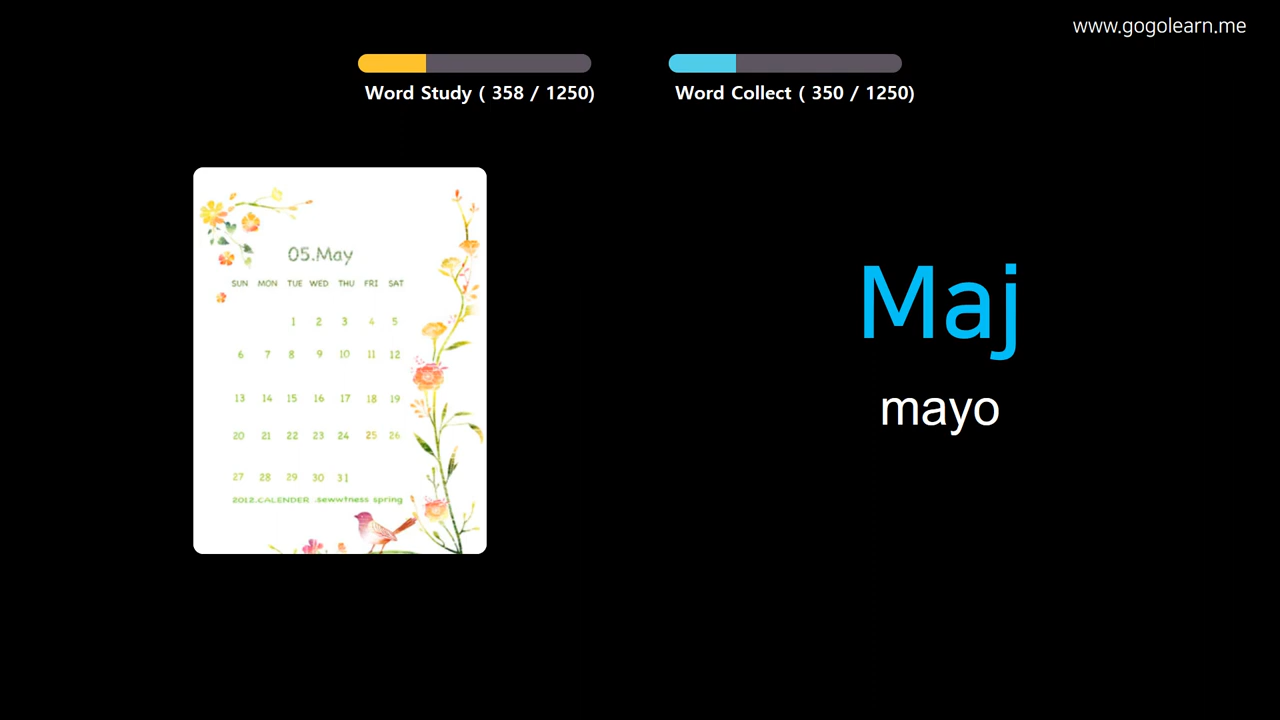 www.gogolearn.me
Word Study ( 358 / 1250)
Word Collect ( 350 / 1250)
05.May
SUN MON TUE WED THU FRI SAT
1 2 3 4 5
6 7 8 9 10 11 12
13 14 15 16 17 18 19
20 21 22 23 24 25 26
27 28 29 30 31
2012.CALENDER .sewwtness spring
Maj
mayo